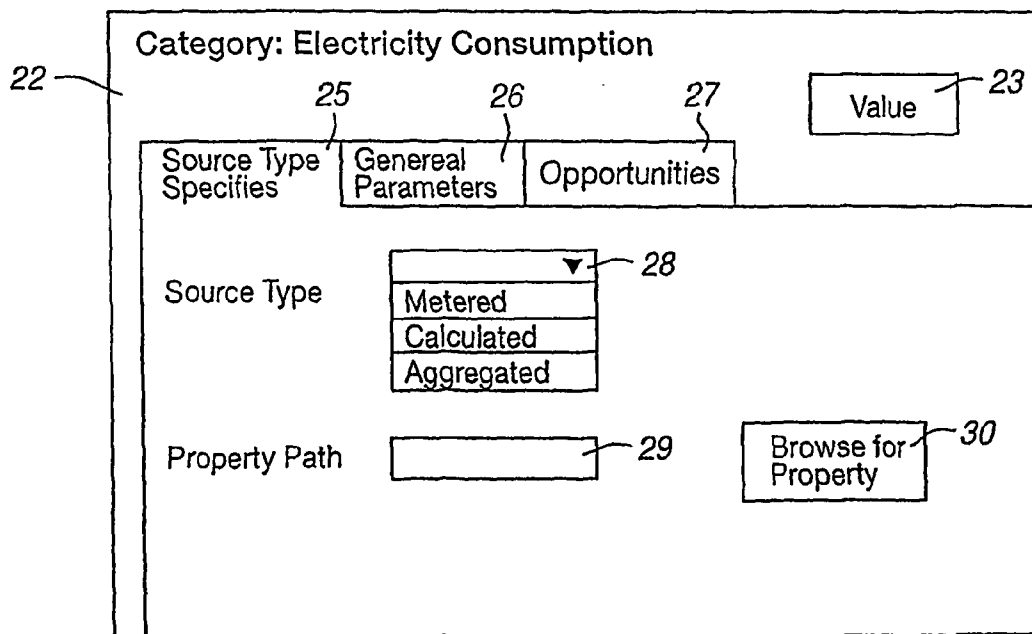 Category: Electricity Consumption
22
25
26
27
23
Value
Source Type
Specifies
Genereal
Parameters
Opportunities
Source Type
28
Metered
Calculated
Aggregated
Property Path
29
Browse for
Property
30